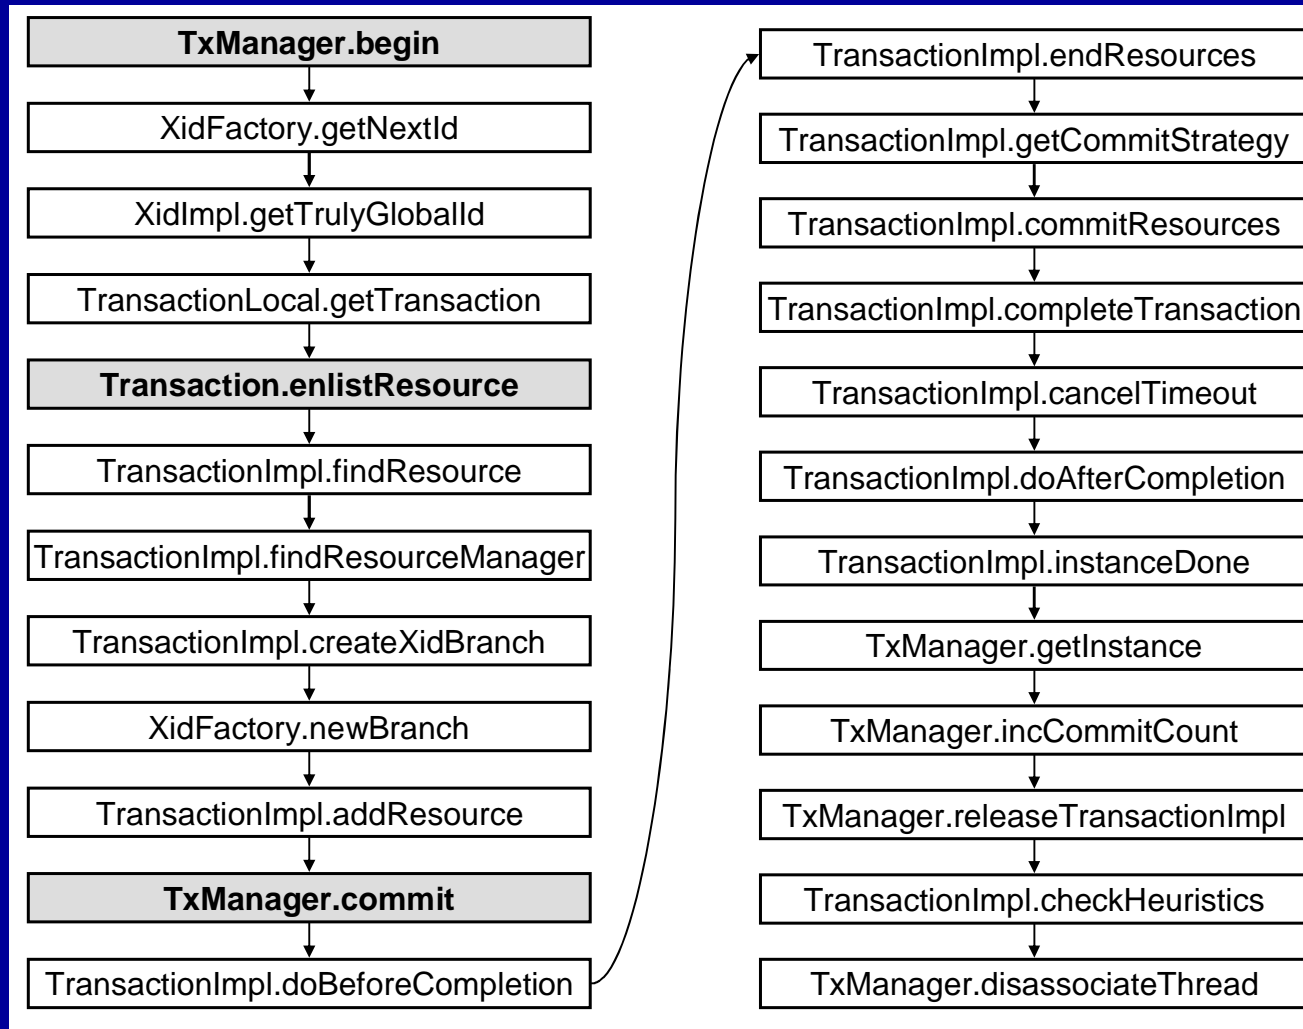 TxManager.begin
XidFactory.getNextId
XidImpl.getTrulyGlobalId
TransactionLocal.getTransaction
Transaction.enlistResource
TransactionImpl.findResource
TransactionImpl.findResourceManager
TransactionImpl.createXidBranch
XidFactory.newBranch
TransactionImpl.addResource
TxManager.commit
TransactionImpl.doBeforeCompletion
TransactionImpl.endResources
TransactionImpl.getCommitStrategy
TransactionImpl.commitResources
TransactionImpl.completeTransaction
TransactionImpl.cancelTimeout
TransactionImpl.doAfterCompletion
TransactionImpl.instanceDone
TxManager.getInstance
TxManager.incCommitCount
TxManager.releaseTransactionImpl
TransactionImpl.checkHeuristics
TxManager.disassociateThread